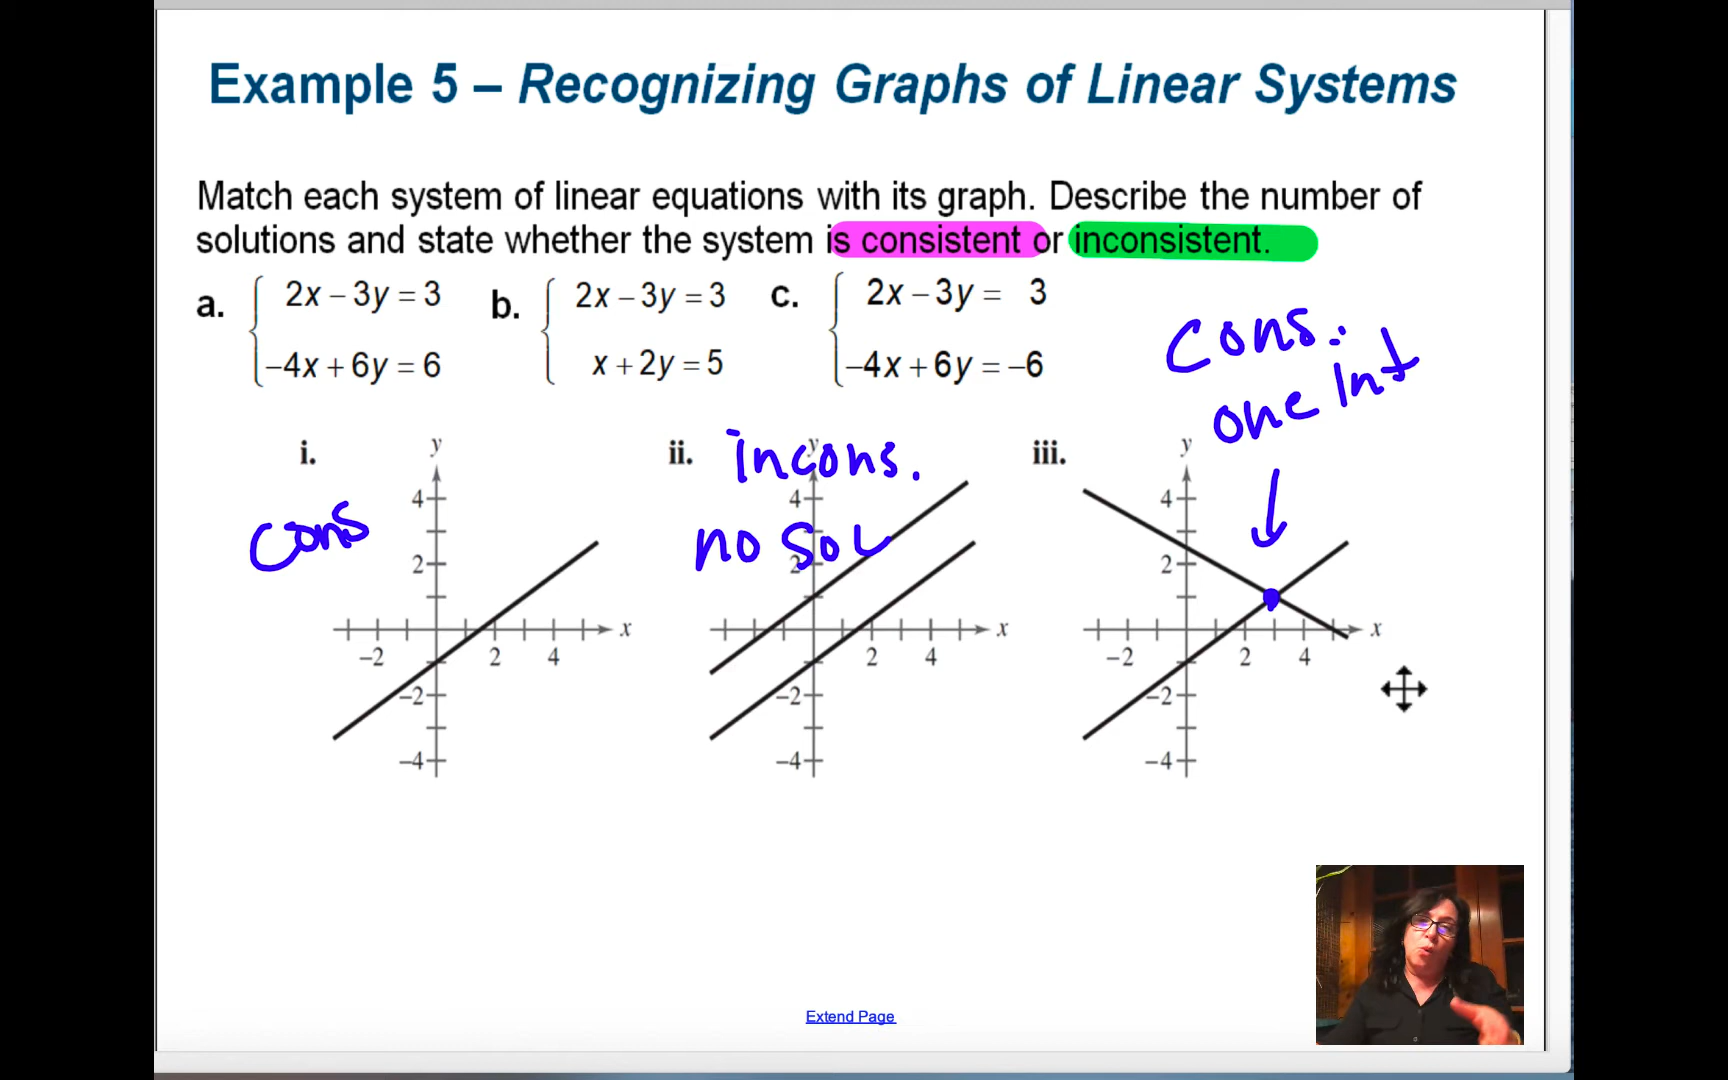 Example 5 – Recognizing Graphs of Linear Systems
Match each system of linear equations with its graph. Describe the number of
solutions and state whether the system is consistent or inconsistent.
a. 2x – 3y = 3
–4x + 6y = 6
b. 2x – 3y = 3
x + 2y = 5
c. 2x – 3y = 3
–4x + 6y = –6
Cons.:
one Int
i.
cons
y
4
2
–2
2
4
x
–2
–4
ii.
incons.
no sol
y
4
2
2
4
x
–2
–4
iii.
y
4
2
–2
2
4
x
–2
–4
Extend Page